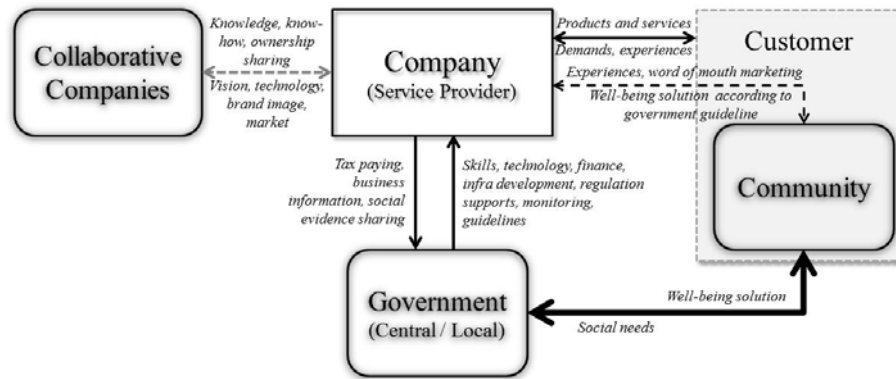 Collaborative
Companies
Knowledge, know-
how, ownership
sharing
Vision, technology,
brand image,
market
Company
(Service Provider)
Products and services
Demands, experiences
Experiences, word of mouth marketing
Well-being solution according to
government guideline
Customer
Community
Tax paying,
business
information, social
evidence sharing
Skills, technology, finance,
infra development, regulation
supports, monitoring,
guidelines
Government
(Central / Local)
Well-being solution
Social needs